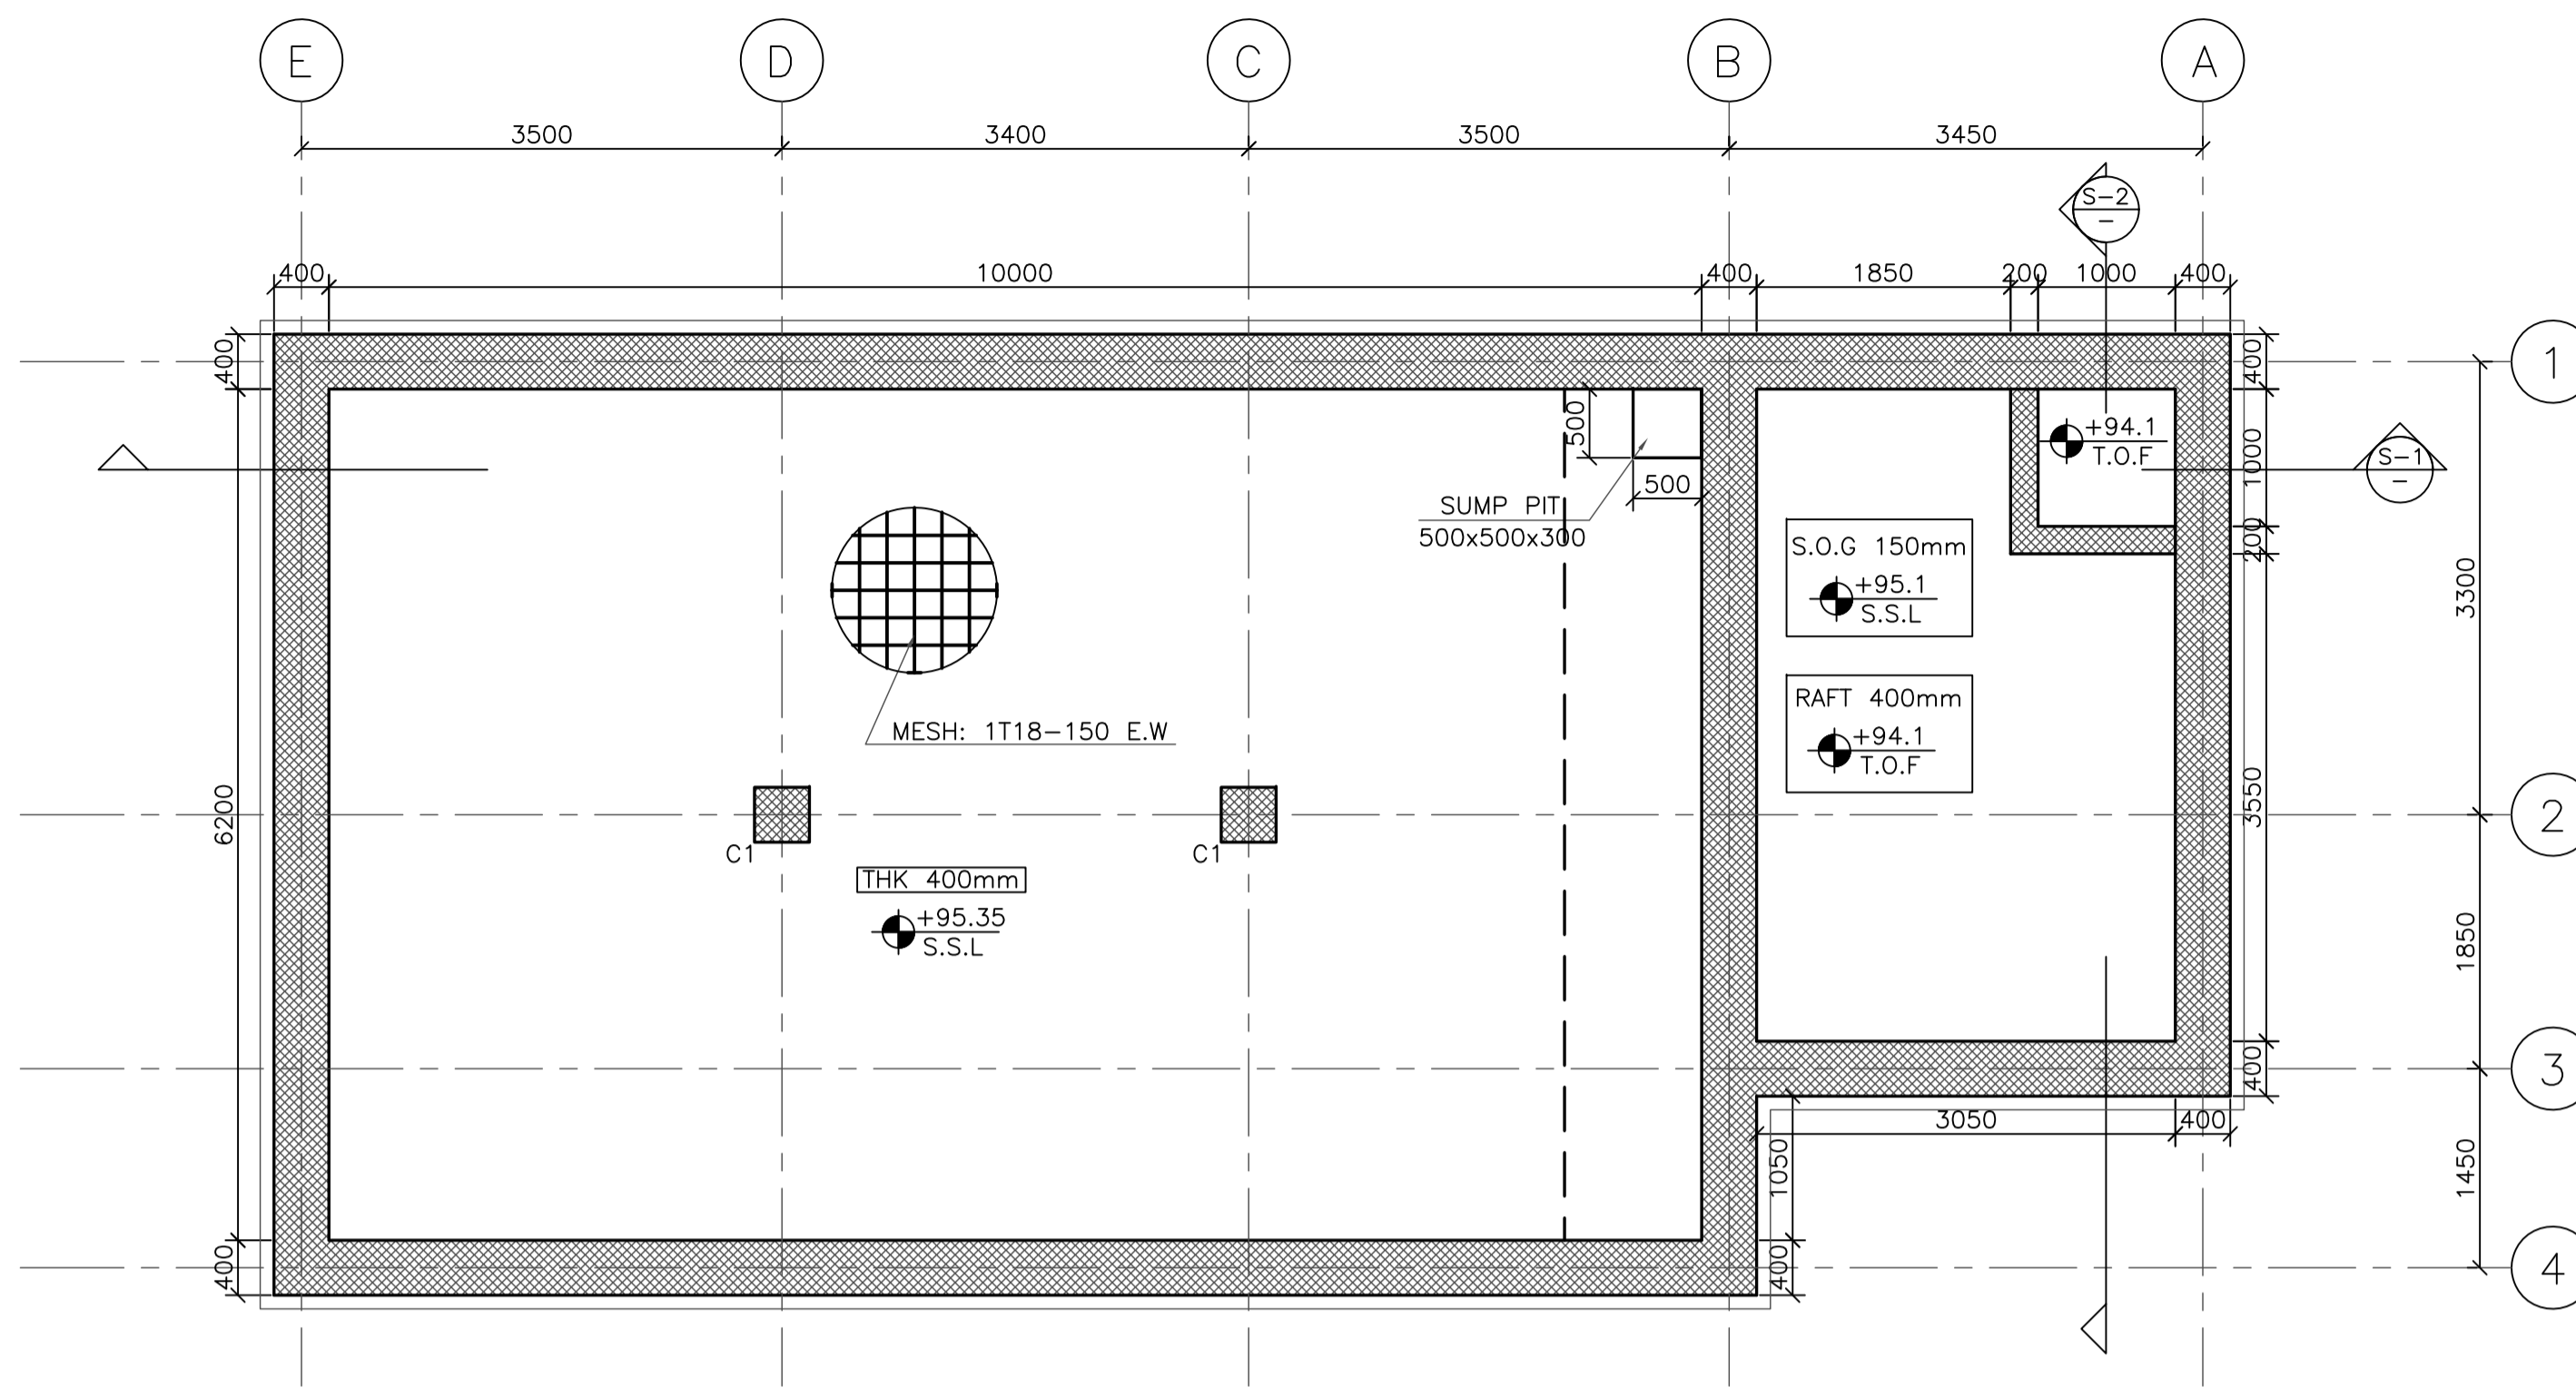 E
D
C
B
A
3500
3400
3500
3450
S-2
-
400
10000
400
1850
200
1000
400
1
400
400
500
+94.1
T.O.F
1000
S-1
-
500
SUMP PIT
500x500x300
S.O.G 150mm
+95.1
S.S.L
200
3300
RAFT 400mm
+94.1
T.O.F
MESH: 1T18-150 E.W
6200
3550
2
C1
C1
THK 400mm
+95.35
S.S.L
1850
400
3
3050
400
1050
1450
400
400
4